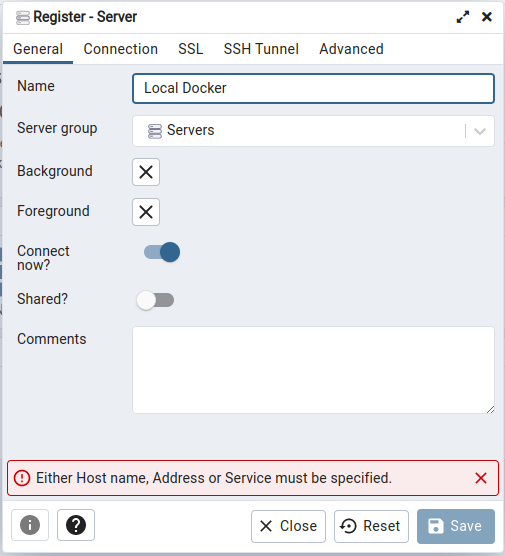 Register - Server
General Connection SSL SSH Tunnel Advanced
Name Local Docker
Server group Servers
Background
Foreground
Connect
now?
Shared?
Comments
Either Host name, Address or Service must be specified.
Close Reset Save